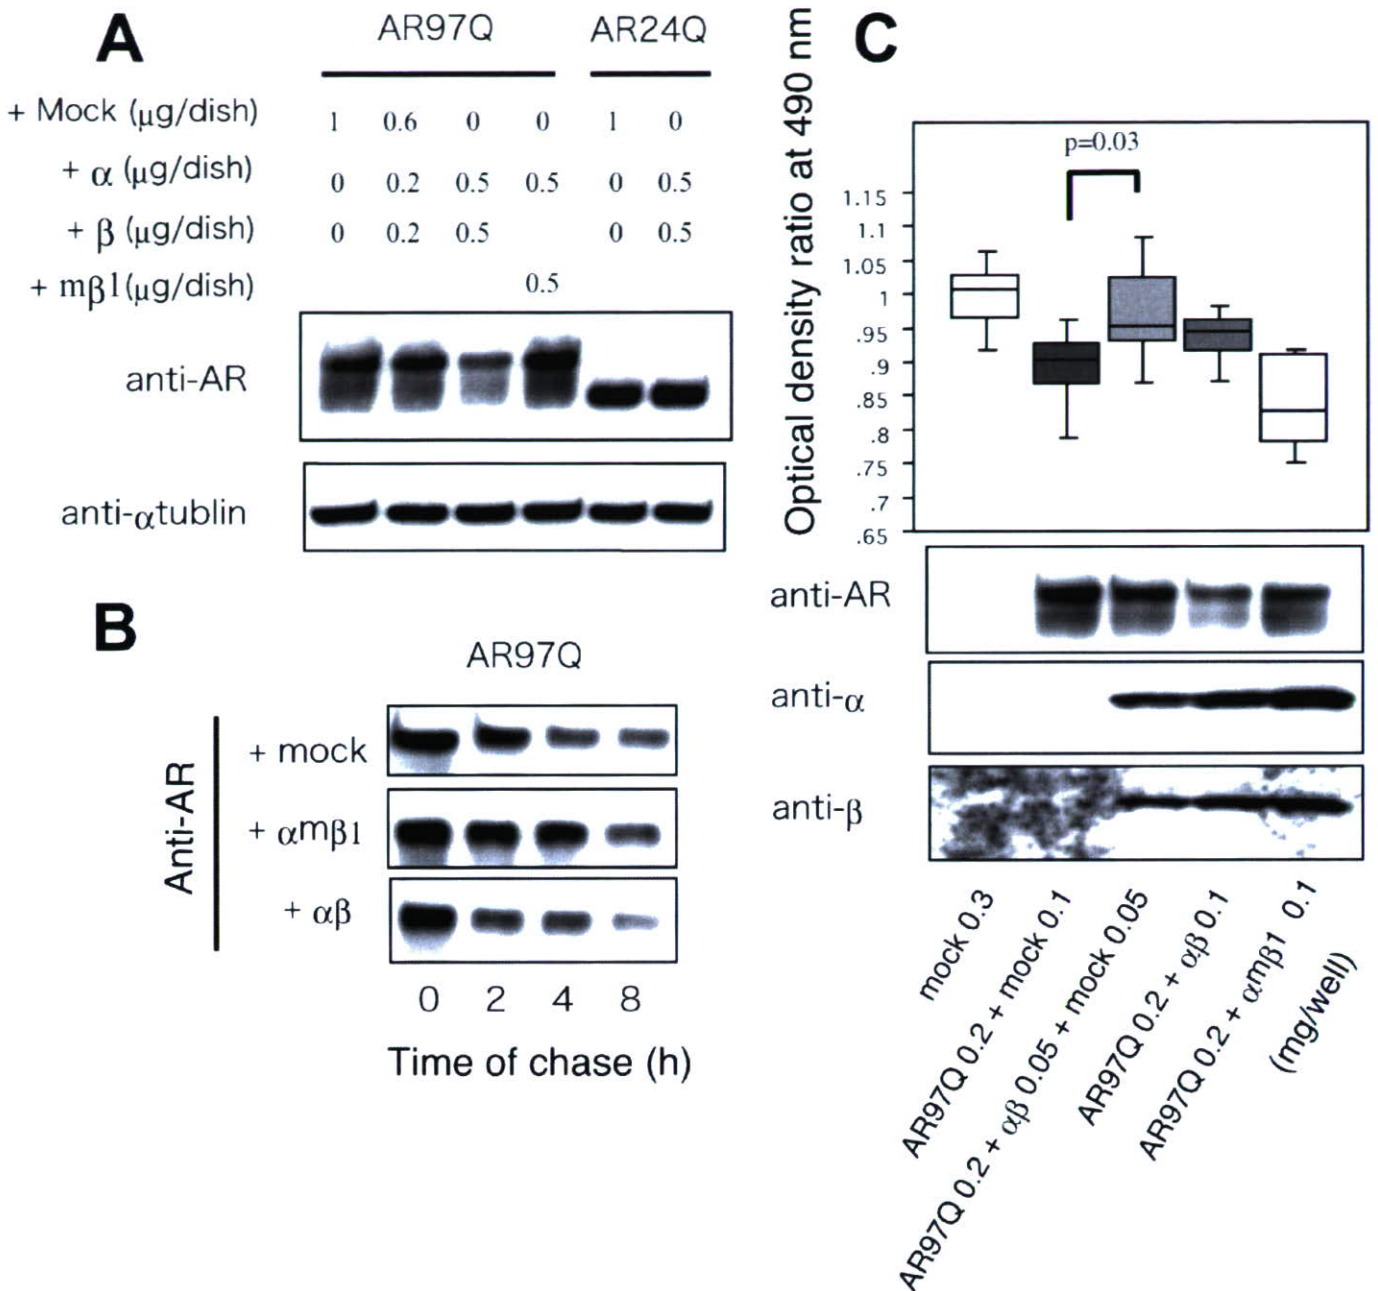 A
AR97Q AR24Q
+ Mock (μg/dish) 1 0.6 0 0 1 0
+ α (μg/dish) 0 0.2 0.5 0.5 0 0.5
+ β (μg/dish) 0 0.2 0.5 0 0.5
+ mβ1(μg/dish) 0.5
anti-AR
anti-αtublin
B
AR97Q
Anti-AR
+ mock
+ αmβ1
+ αβ
0 2 4 8
Time of chase (h)
C
Optical density ratio at 490 nm
p=0.03
1.15
1.1
1.05
1
.95
.9
.85
.8
.75
.7
.65
anti-AR
anti-α
anti-β
mock 0.3
AR97Q 0.2 + mock 0.1
AR97Q 0.2 + αβ 0.05 + mock 0.05
AR97Q 0.2 + αβ 0.1
AR97Q 0.2 + αmβ1 0.1
(mg/well)